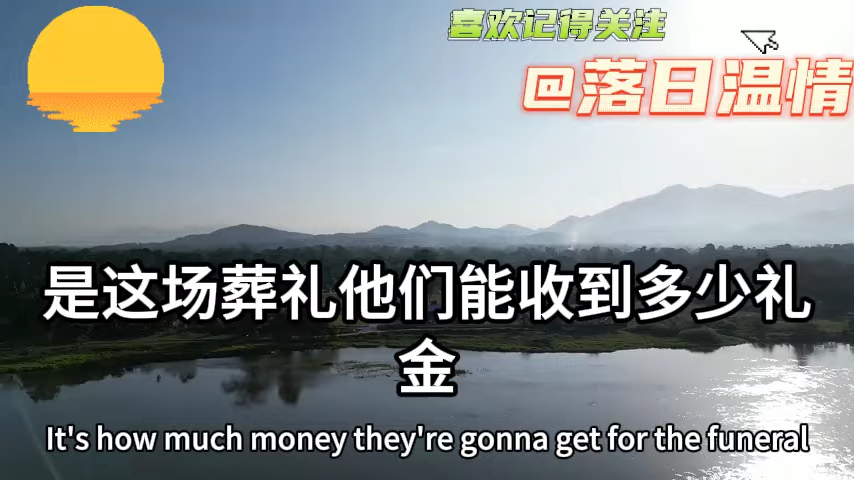 喜欢记得关注
@落日温情
是这场葬礼他们能收到多少礼
金
It's how much money they're gonna get for the funeral